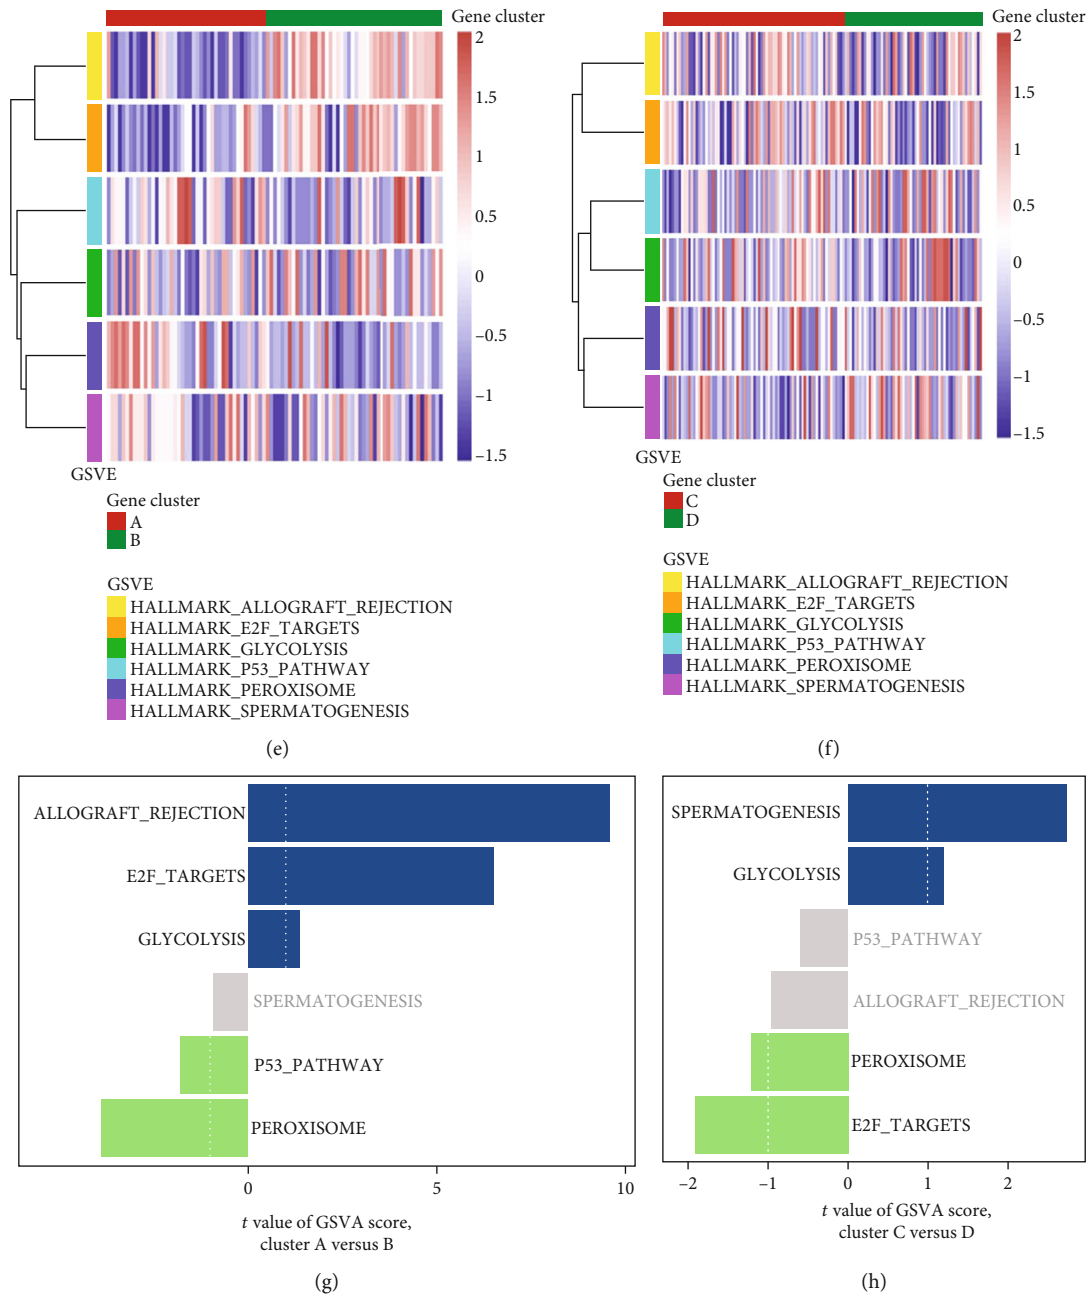 Gene cluster
2
1.5
1
0.5
0
–0.5
–1
–1.5
GSVE
Gene cluster
A
B
GSVE
HALLMARK_ALLOGRAFT_REJECTION
HALLMARK_E2F_TARGETS
HALLMARK_GLYCOLYSIS
HALLMARK_P53_PATHWAY
HALLMARK_PEROXISOME
HALLMARK_SPERMATOGENESIS
(e)
Gene cluster
2
1.5
1
0.5
0
–0.5
–1
–1.5
GSVE
Gene cluster
C
D
GSVE
HALLMARK_ALLOGRAFT_REJECTION
HALLMARK_E2F_TARGETS
HALLMARK_GLYCOLYSIS
HALLMARK_P53_PATHWAY
HALLMARK_PEROXISOME
HALLMARK_SPERMATOGENESIS
(f)
ALLOGRAFT_REJECTION
E2F_TARGETS
GLYCOLYSIS
SPERMATOGENESIS
P53_PATHWAY
PEROXISOME
0 5 10
t value of GSVA score,
cluster A versus B
(g)
SPERMATOGENESIS
GLYCOLYSIS
P53_PATHWAY
ALLOGRAFT_REJECTION
PEROXISOME
E2F_TARGETS
–2 –1 0 1 2
t value of GSVA score,
cluster C versus D
(h)